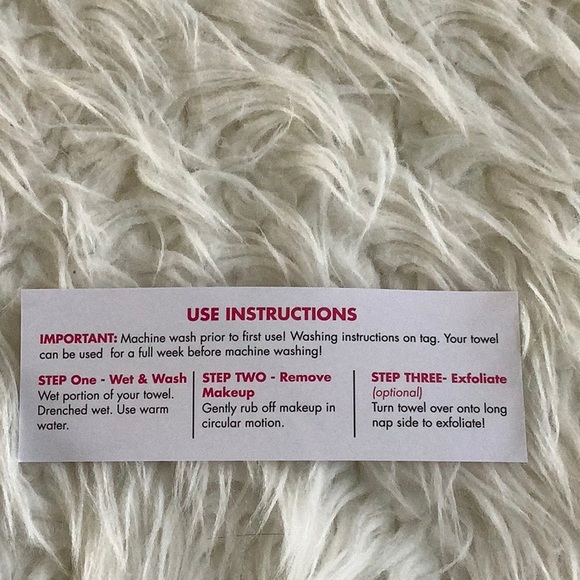 USE INSTRUCTIONS
IMPORTANT: Machine wash prior to first use! Washing instructions on tag. Your towel
can be used for a full week before machine washing!
STEP One - Wet & Wash
Wet portion of your towel.
Drenched wet. Use warm
water.
STEP TWO - Remove
Makeup
Gently rub off makeup in
circular motion.
STEP THREE- Exfoliate
(optional)
Turn towel over onto long
nap side to exfoliate!